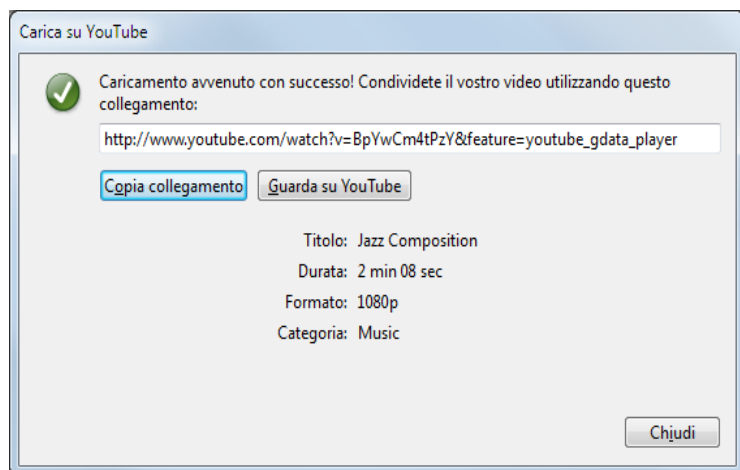 Carica su YouTube
Caricamento avvenuto con successo! Condividete il vostro video utilizzando questo
collegamento:
http://www.youtube.com/watch?v=BpYwCm4tPzY&feature=youtube_gdata_player
Copia collegamento Guarda su YouTube
Titolo: Jazz Composition
Durata: 2 min 08 sec
Formato: 1080p
Categoria: Music
Chiudi